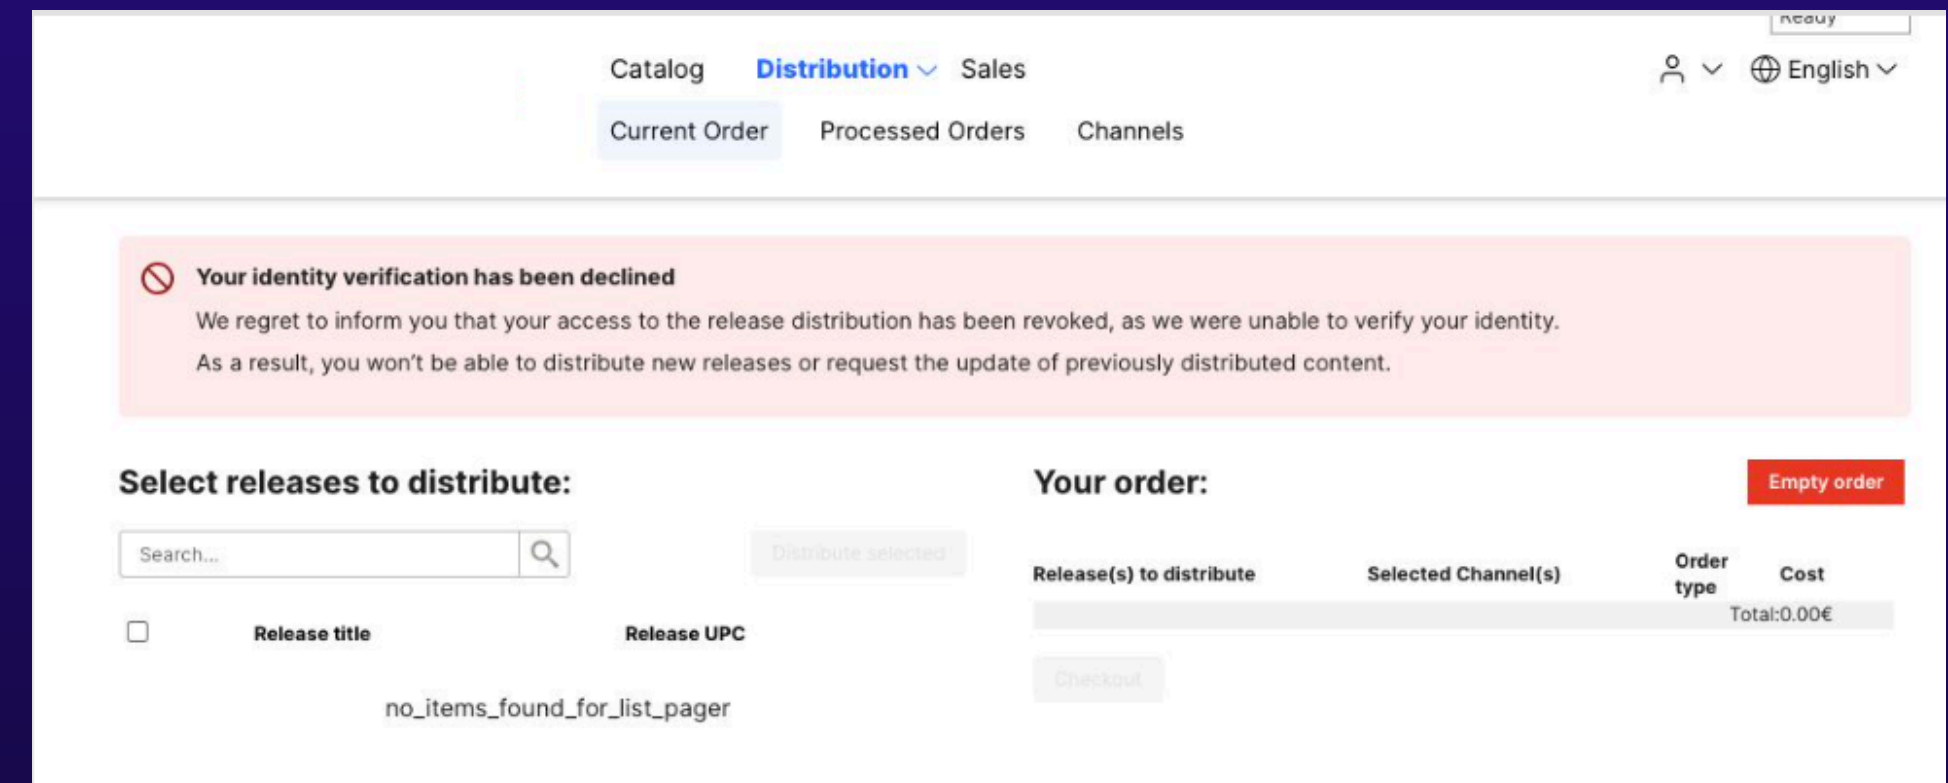 Ready
Catalog Distribution Sales English
Current Order Processed Orders Channels
Your identity verification has been declined
We regret to inform you that your access to the release distribution has been revoked, as we were unable to verify your identity.
As a result, you won't be able to distribute new releases or request the update of previously distributed content.
Select releases to distribute:
Search...
Distribute selected
Release title Release UPC
no_items_found_for_list_pager
Your order:
Empty order
Release(s) to distribute Selected Channel(s) Order type Cost
Total:0.00€
Checkout